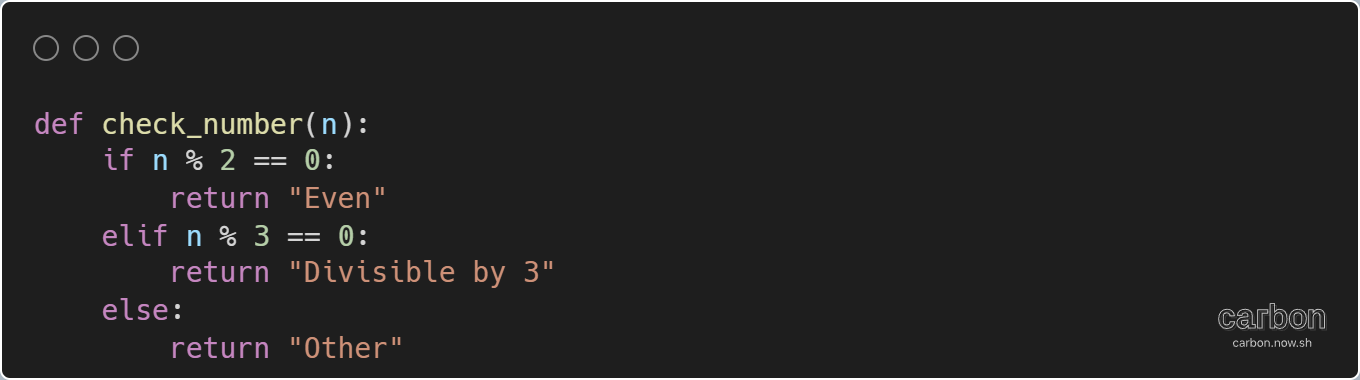 def check_number(n):
    if n % 2 == 0:
        return "Even"
    elif n % 3 == 0:
        return "Divisible by 3"
    else:
        return "Other"
carbon
carbon.now.sh